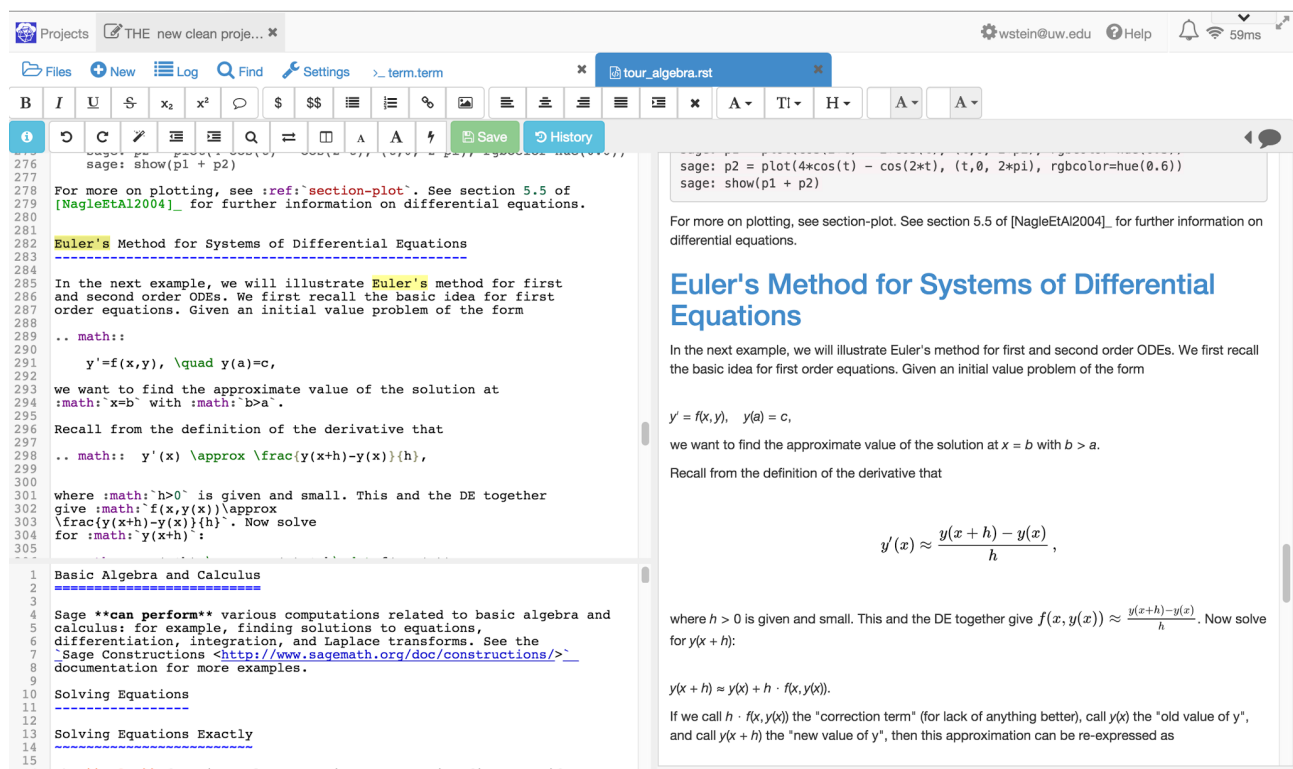 Projects THE new clean proje... wstein@uw.edu Help 59ms
Files New Log Find Settings >_ term.term tour_algebra.rst
B I U S x₂ x² $ $$ A T! H A A
A A Save History
276 sage: show(p1 + p2)
277
278 For more on plotting, see :ref:`section-plot`. See section 5.5 of
279 [NagleEtAl2004]_ for further information on differential equations.
280
281
282 Euler's Method for Systems of Differential Equations
283 ----------------------------------------------------
284
285 In the next example, we will illustrate Euler's method for first
286 and second order ODEs. We first recall the basic idea for first
287 order equations. Given an initial value problem of the form
288
289 .. math::
290
291 y'=f(x,y), \quad y(a)=c,
292
293 we want to find the approximate value of the solution at
294 :math:`x=b` with :math:`b>a`.
295
296 Recall from the definition of the derivative that
297
298 .. math:: y'(x) \approx \frac{y(x+h)-y(x)}{h},
299
300
301 where :math:`h>0` is given and small. This and the DE together
302 give :math:`f(x,y(x))\approx
303 \frac{y(x+h)-y(x)}{h}`. Now solve
304 for :math:`y(x+h)`:
305
1 Basic Algebra and Calculus
2 ==========================
3
4 Sage **can perform** various computations related to basic algebra and
5 calculus: for example, finding solutions to equations,
6 differentiation, integration, and Laplace transforms. See the
7 `Sage Constructions <http://www.sagemath.org/doc/constructions/>`_
8 documentation for more examples.
9
10 Solving Equations
11 -----------------
12
13 Solving Equations Exactly
14 ~~~~~~~~~~~~~~~~~~~~~~~~~
15
sage: p2 = plot(4*cos(t) - cos(2*t), (t,0, 2*pi), rgbcolor=hue(0.6))
sage: show(p1 + p2)
For more on plotting, see section-plot. See section 5.5 of [NagleEtAl2004]_ for further information on
differential equations.
Euler's Method for Systems of Differential
Equations
In the next example, we will illustrate Euler's method for first and second order ODEs. We first recall
the basic idea for first order equations. Given an initial value problem of the form
y' = f(x, y), y(a) = c,
we want to find the approximate value of the solution at x = b with b > a.
Recall from the definition of the derivative that
y′(x) ≈ (y(x + h) − y(x))/h ,
where h > 0 is given and small. This and the DE together give f(x, y(x)) ≈ (y(x+h)−y(x))/h. Now solve
for y(x + h):
y(x + h) ≈ y(x) + h · f(x, y(x)).
If we call h · f(x, y(x)) the "correction term" (for lack of anything better), call y(x) the "old value of y",
and call y(x + h) the "new value of y", then this approximation can be re-expressed as